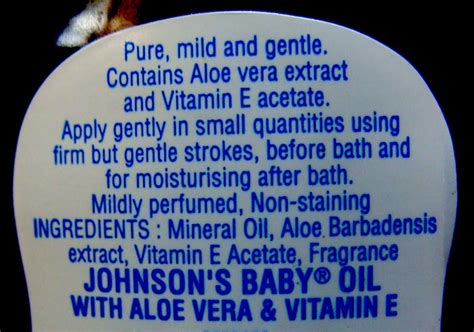 Pure, mild and gentle.
Contains Aloe vera extract
and Vitamin E acetate.
Apply gently in small quantities using
firm but gentle strokes, before bath and
for moisturising after bath.
Mildly perfumed, Non-staining
INGREDIENTS : Mineral Oil, Aloe Barbadensis
extract, Vitamin E Acetate, Fragrance
JOHNSON'S BABY® OIL
WITH ALOE VERA & VITAMIN E